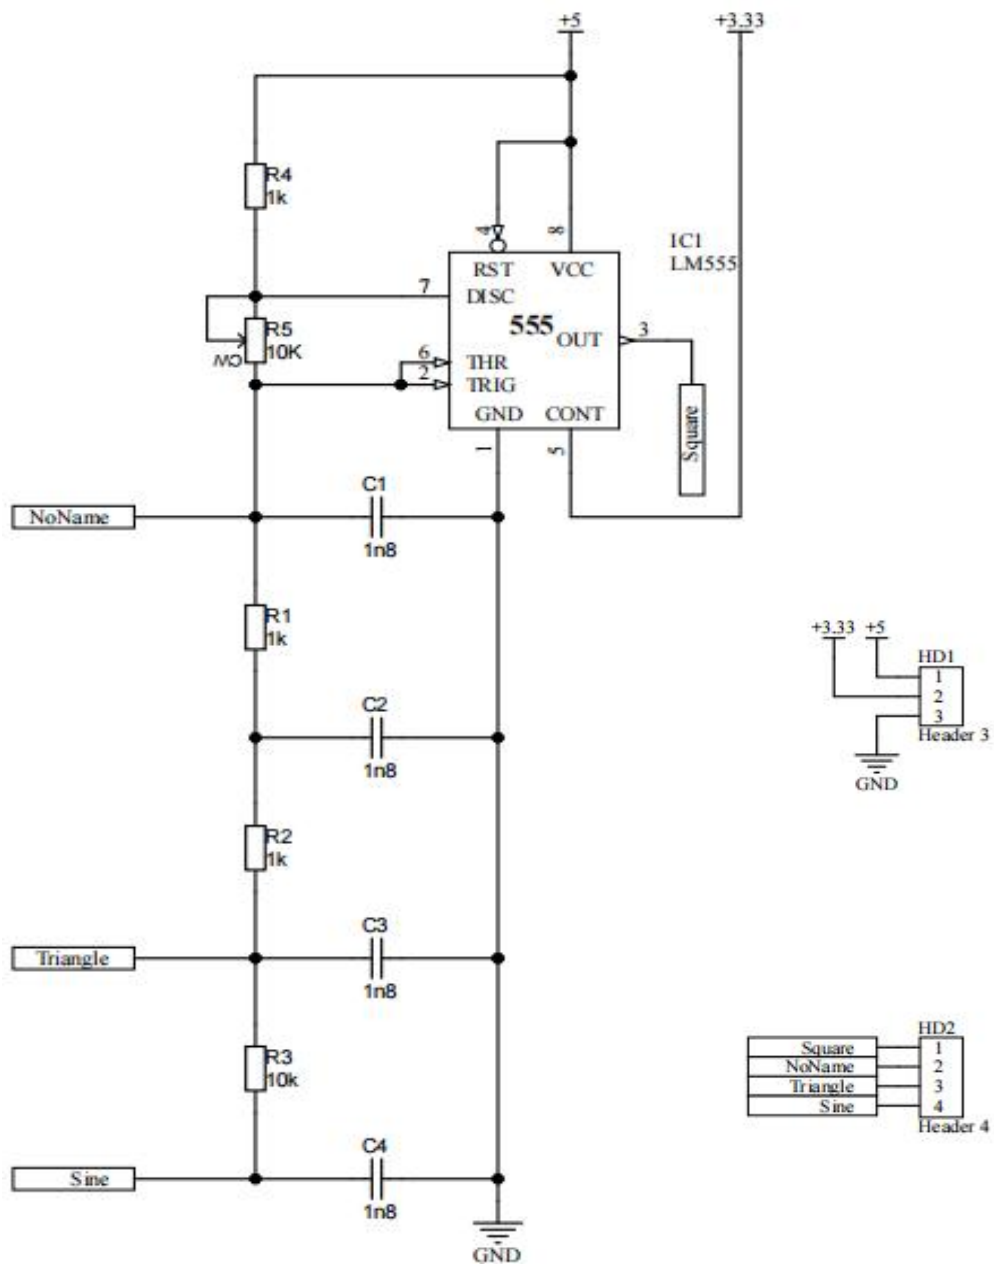 +5
+3.33
R4
1k
4
8
IC1
LM555
RST
VCC
7
DISC
R5
10K
CW
555
OUT
3
6
THR
2
TRIG
GND
CONT
1
5
Square
C1
NoName
1n8
R1
1k
+3.33
+5
HD1
1
2
3
Header 3
GND
C2
1n8
R2
1k
C3
Triangle
1n8
HD2
Square
1
NoName
2
Triangle
3
Sine
4
Header 4
R3
10k
C4
Sine
1n8
GND